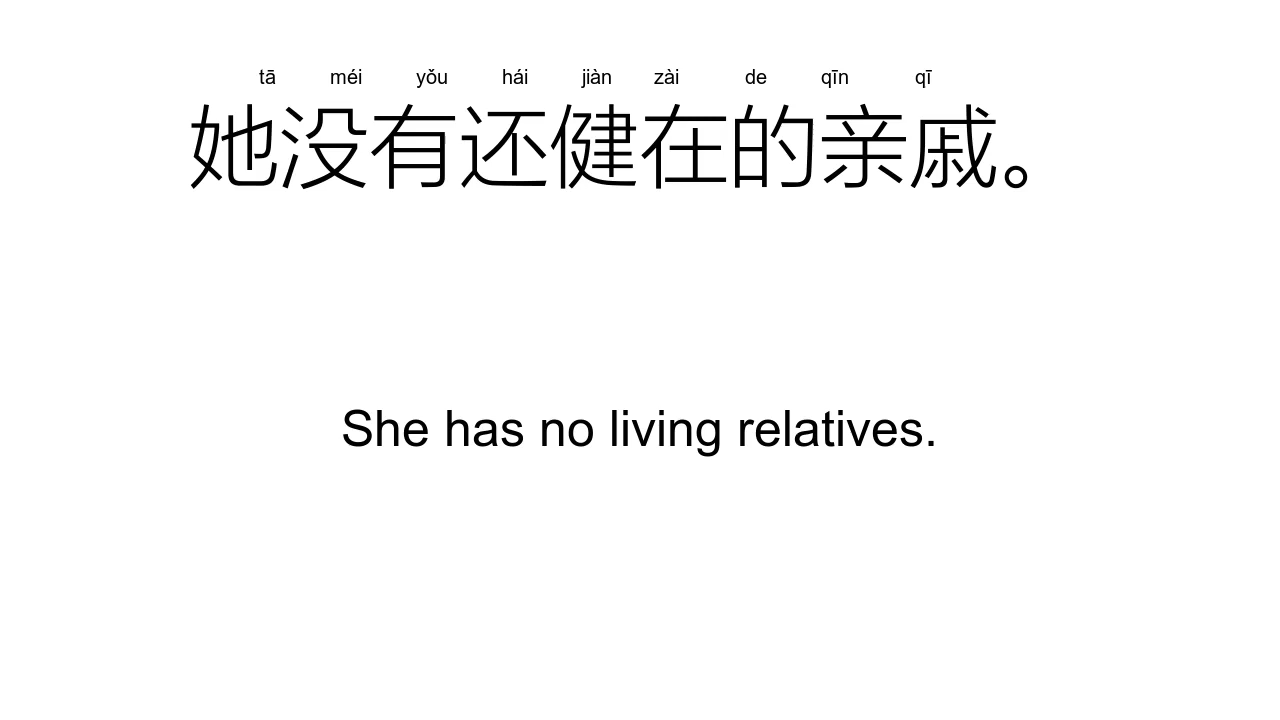 tā méi yǒu hái jiàn zài de qīn qī
她没有还健在的亲戚。
She has no living relatives.